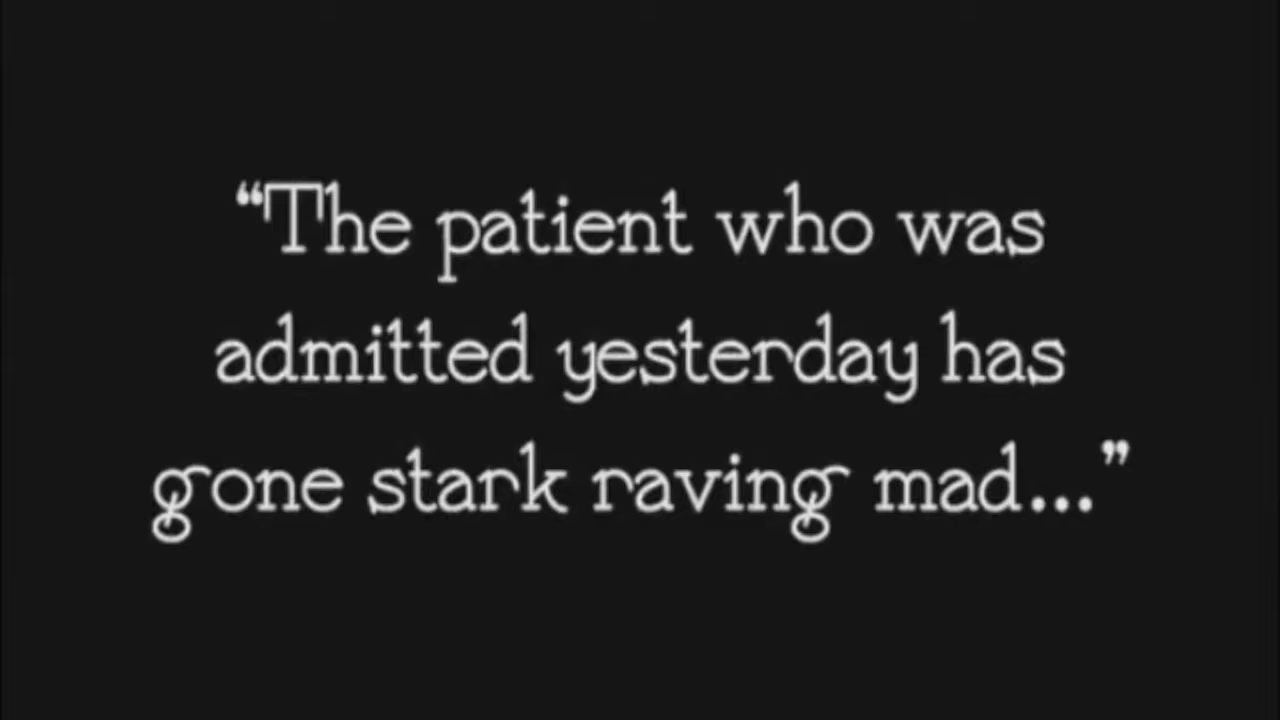 “The patient who was
admitted yesterday has
gone stark raving mad...”